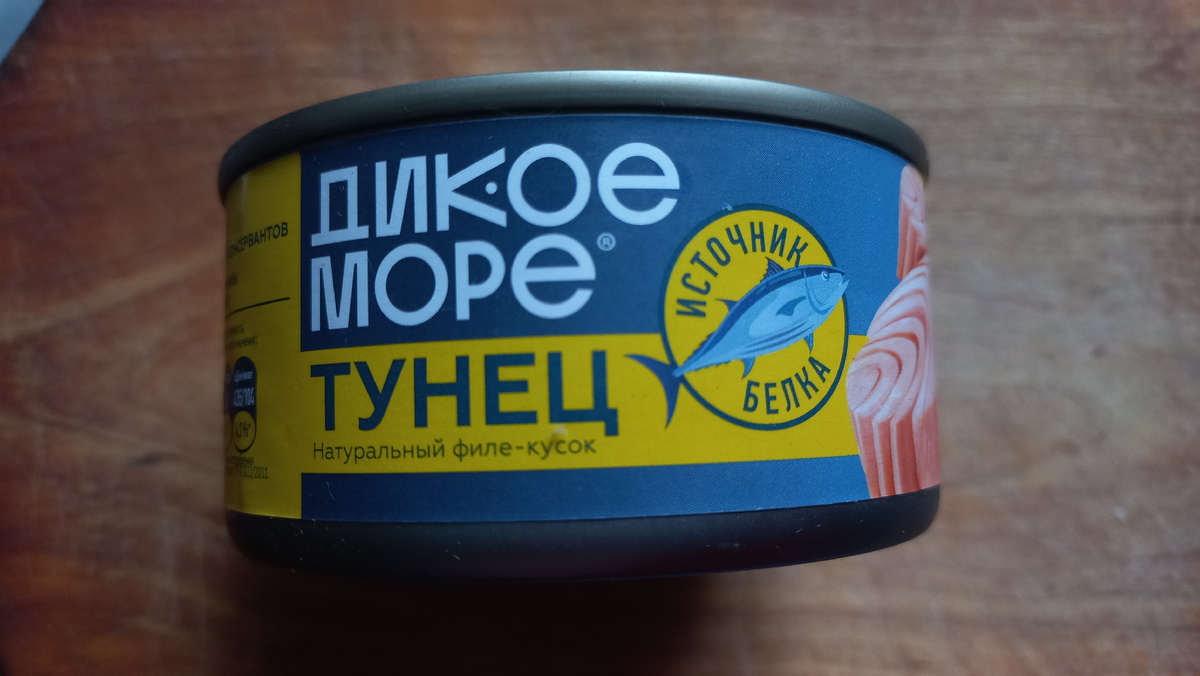 ДИКОЕ
МОРЕ®
ТУНЕЦ
Натуральный филе-кусок
ИСТОЧНИК
БЕЛКА